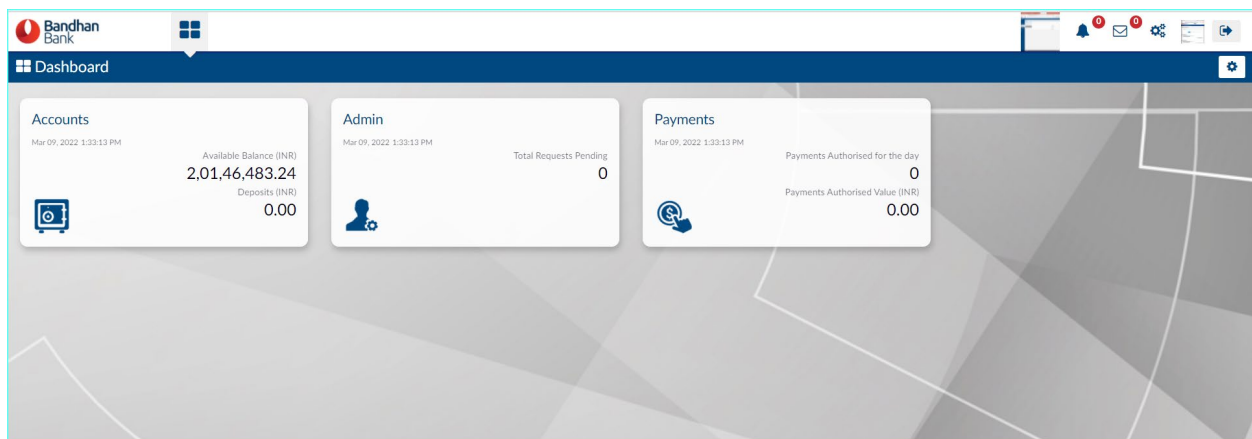 Bandhan
Bank
0
0
Dashboard
Accounts
Mar 09, 2022 1:33:13 PM
Available Balance (INR)
2,01,46,483.24
Deposits (INR)
0.00
Admin
Mar 09, 2022 1:33:13 PM
Total Requests Pending
0
Payments
Mar 09, 2022 1:33:13 PM
Payments Authorised for the day
0
Payments Authorised Value (INR)
0.00